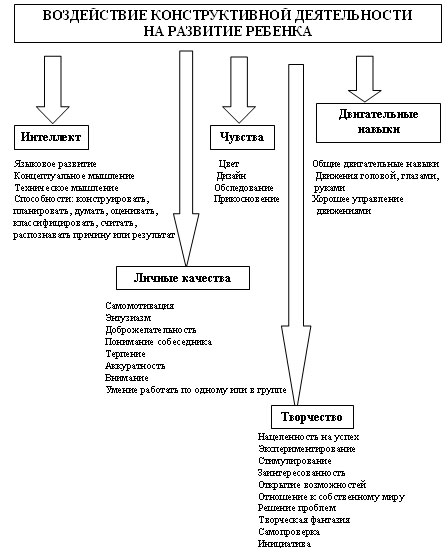 ВОЗДЕЙСТВИЕ КОНСТРУКТИВНОЙ ДЕЯТЕЛЬНОСТИ
НА РАЗВИТИЕ РЕБЕНКА
Интеллект
Языковое развитие
Концептуальное мышление
Техническое мышление
Способности: конструировать,
планировать, думать, оценивать,
классифицировать, считать,
распознавать причину или результат
Чувства
Цвет
Дизайн
Обследование
Прикосновение
Двигательные
навыки
Общие двигательные навыки
Движения головой, глазами,
руками
Хорошее управление
движениями
Личные качества
Самомотивация
Энтузиазм
Доброжелательность
Понимание собеседника
Терпение
Аккуратность
Внимание
Умение работать по одному или в группе
Творчество
Нацеленность на успех
Экспериментирование
Стимулирование
Заинтересованность
Открытие возможностей
Отношение к собственному миру
Решение проблем
Творческая фантазия
Самопроверка
Инициатива